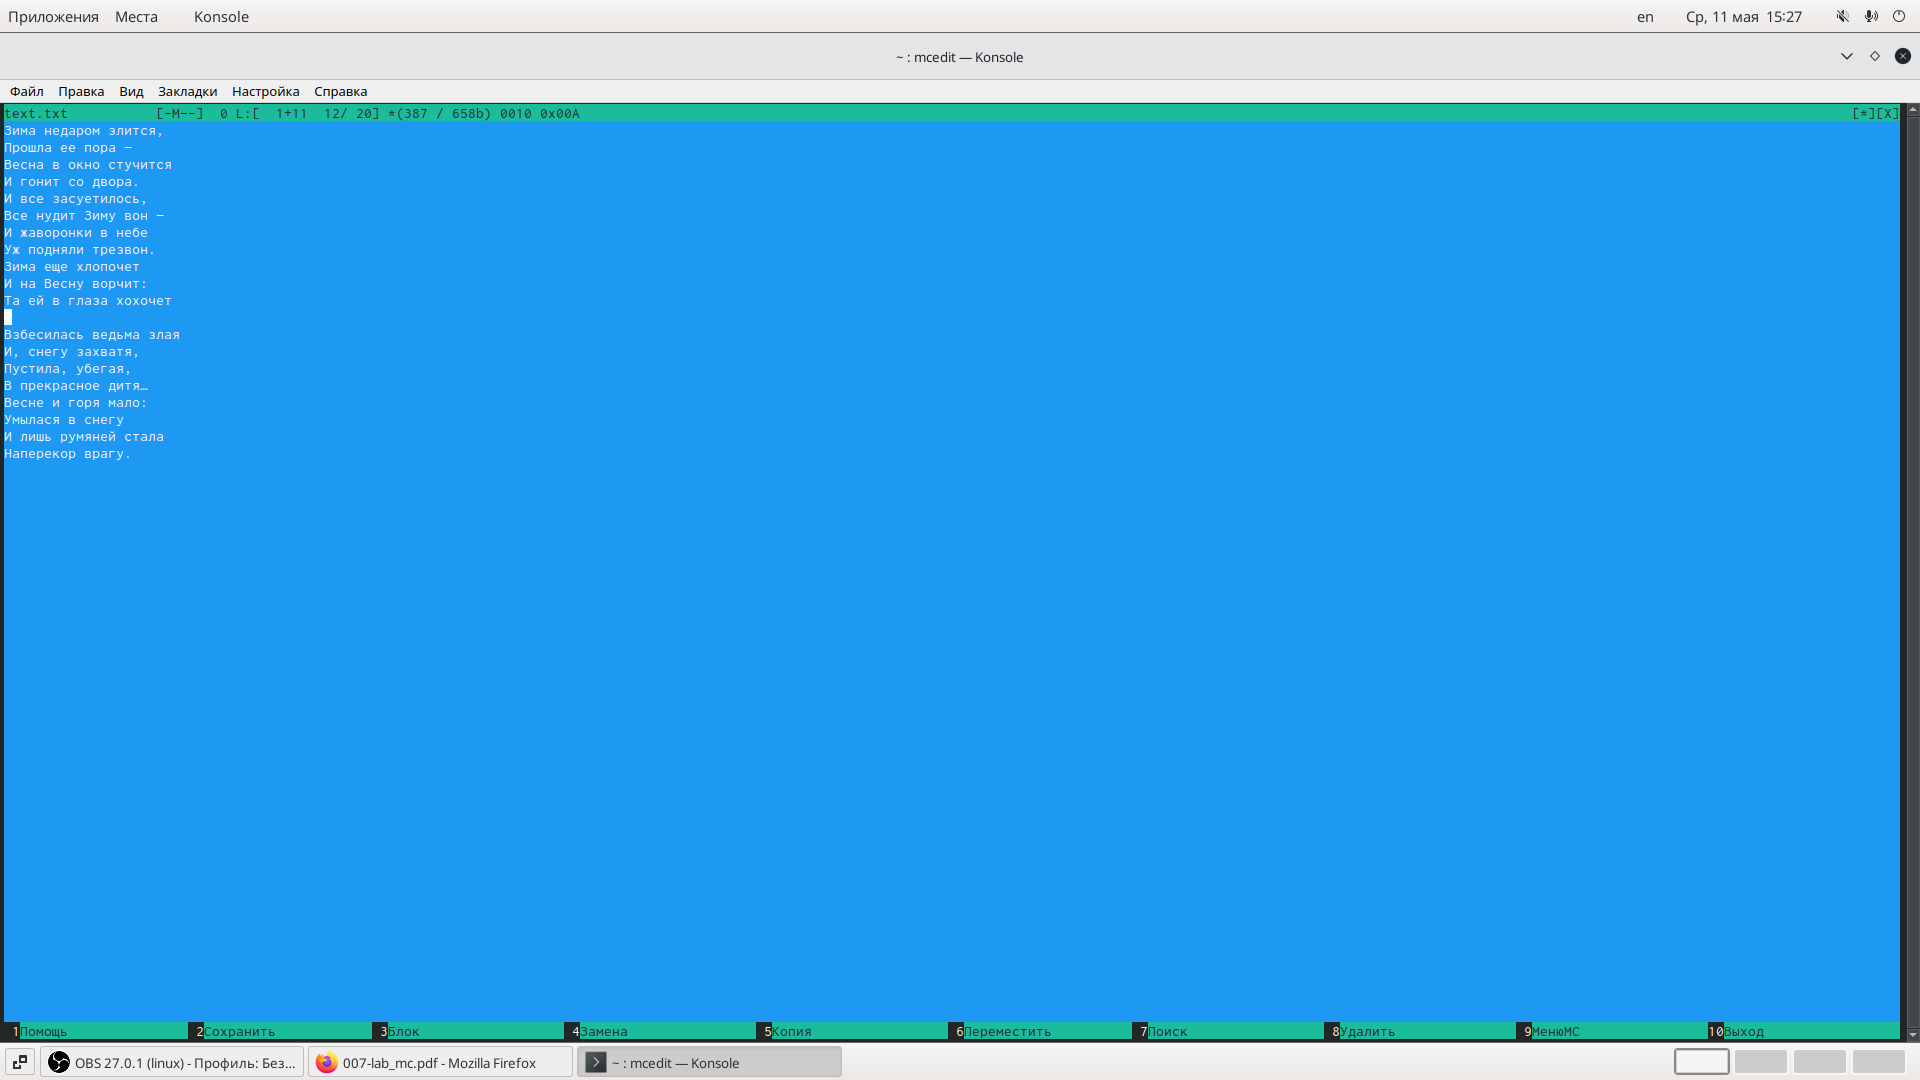 Приложения Места Konsole en Ср, 11 мая 15:27
~ : mcedit — Konsole
Файл Правка Вид Закладки Настройка Справка
text.txt [-M--] 0 L:[ 1+11 12/ 20] *(387 / 658b) 0010 0x00A [*][X]
Зима недаром злится,
Прошла ее пора –
Весна в окно стучится
И гонит со двора.
И все засуетилось,
Все нудит Зиму вон –
И жаворонки в небе
Уж подняли трезвон.
Зима еще хлопочет
И на Весну ворчит:
Та ей в глаза хохочет
Взбесилась ведьма злая
И, снегу захватя,
Пустила, убегая,
В прекрасное дитя…
Весне и горя мало:
Умылася в снегу
И лишь румяней стала
Наперекор врагу.
1Помощь 2Сохранить 3Блок 4Замена 5Копия 6Переместить 7Поиск 8Удалить 9МенюMC 10Выход
OBS 27.0.1 (linux) - Профиль: Без... 007-lab_mc.pdf - Mozilla Firefox ~ : mcedit — Konsole